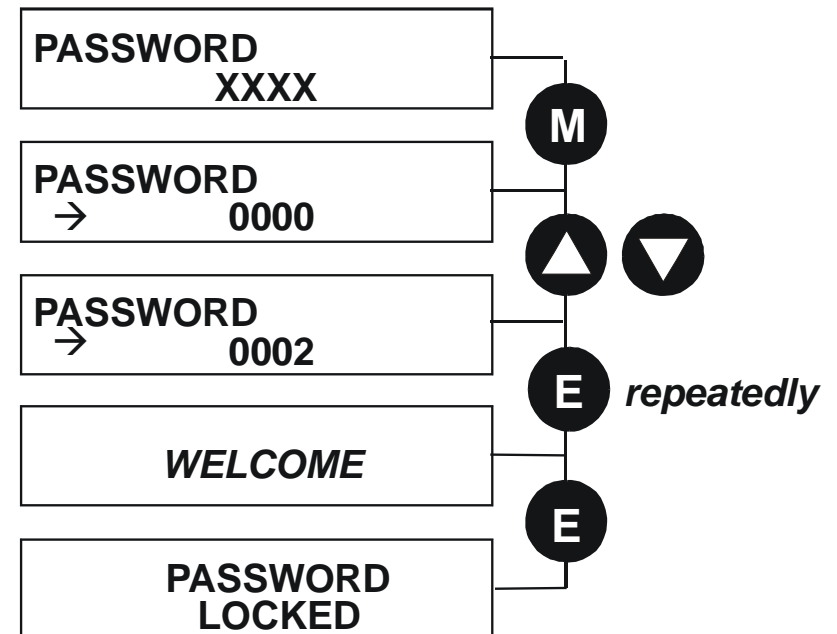 PASSWORD
XXXX
M
PASSWORD
→ 0000
PASSWORD
→ 0002
E repeatedly
WELCOME
E
PASSWORD
LOCKED